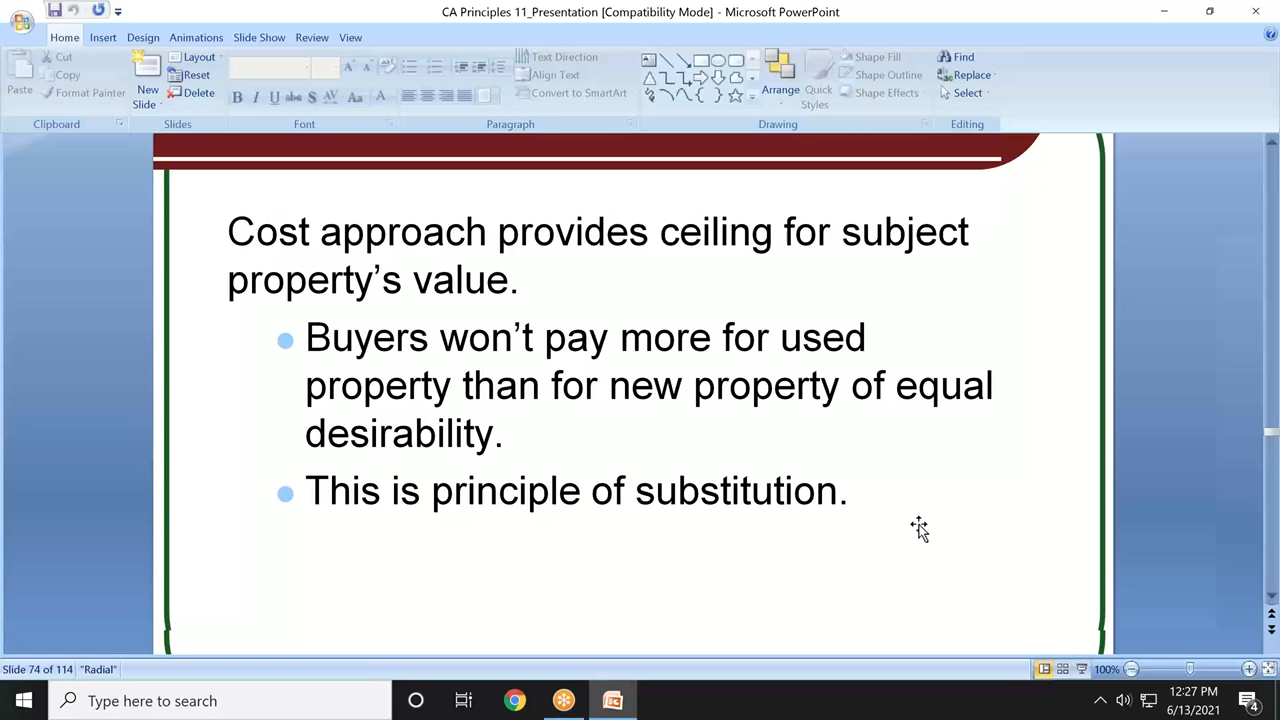 CA Principles 11_Presentation [Compatibility Mode] - Microsoft PowerPoint
Home Insert Design Animations Slide Show Review View
Paste
Cut
Copy
Format Painter
Clipboard
New Slide
Layout
Reset
Delete
Slides
B I U abc S AV Aa A
Font
Text Direction
Align Text
Convert to SmartArt
Paragraph
Arrange
Quick Styles
Shape Fill
Shape Outline
Shape Effects
Drawing
Find
Replace
Select
Editing
Cost approach provides ceiling for subject
property’s value.
Buyers won’t pay more for used
property than for new property of equal
desirability.
This is principle of substitution.
Slide 74 of 114 "Radial" 100%
Type here to search
12:27 PM
6/13/2021
4